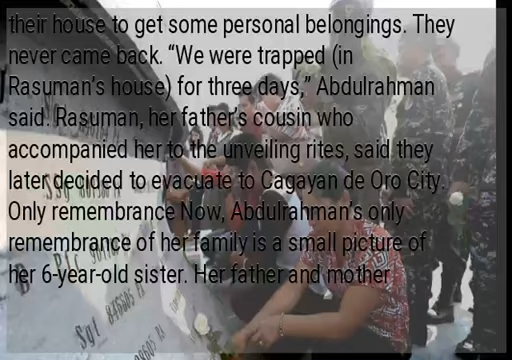 their house to get some personal belongings. They
never came back. “We were trapped (in
Rasuman’s house) for three days,” Abdulrahman
said. Rasuman, her father’s cousin who
accompanied her to the unveiling rites, said they
later decided to evacuate to Cagayan de Oro City.
Only remembrance Now, Abdulrahman’s only
remembrance of her family is a small picture of
her 6-year-old sister. Her father and mother
SSg
Pfc
Sgt